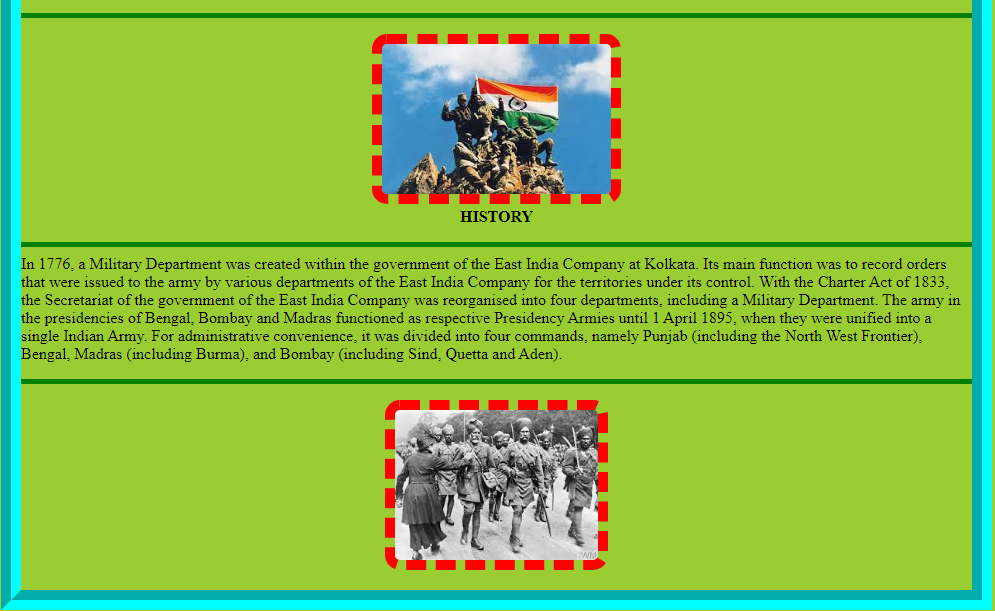 HISTORY
In 1776, a Military Department was created within the government of the East India Company at Kolkata. Its main function was to record orders
that were issued to the army by various departments of the East India Company for the territories under its control. With the Charter Act of 1833,
the Secretariat of the government of the East India Company was reorganised into four departments, including a Military Department. The army in
the presidencies of Bengal, Bombay and Madras functioned as respective Presidency Armies until 1 April 1895, when they were unified into a
single Indian Army. For administrative convenience, it was divided into four commands, namely Punjab (including the North West Frontier),
Bengal, Madras (including Burma), and Bombay (including Sind, Quetta and Aden).
IWM